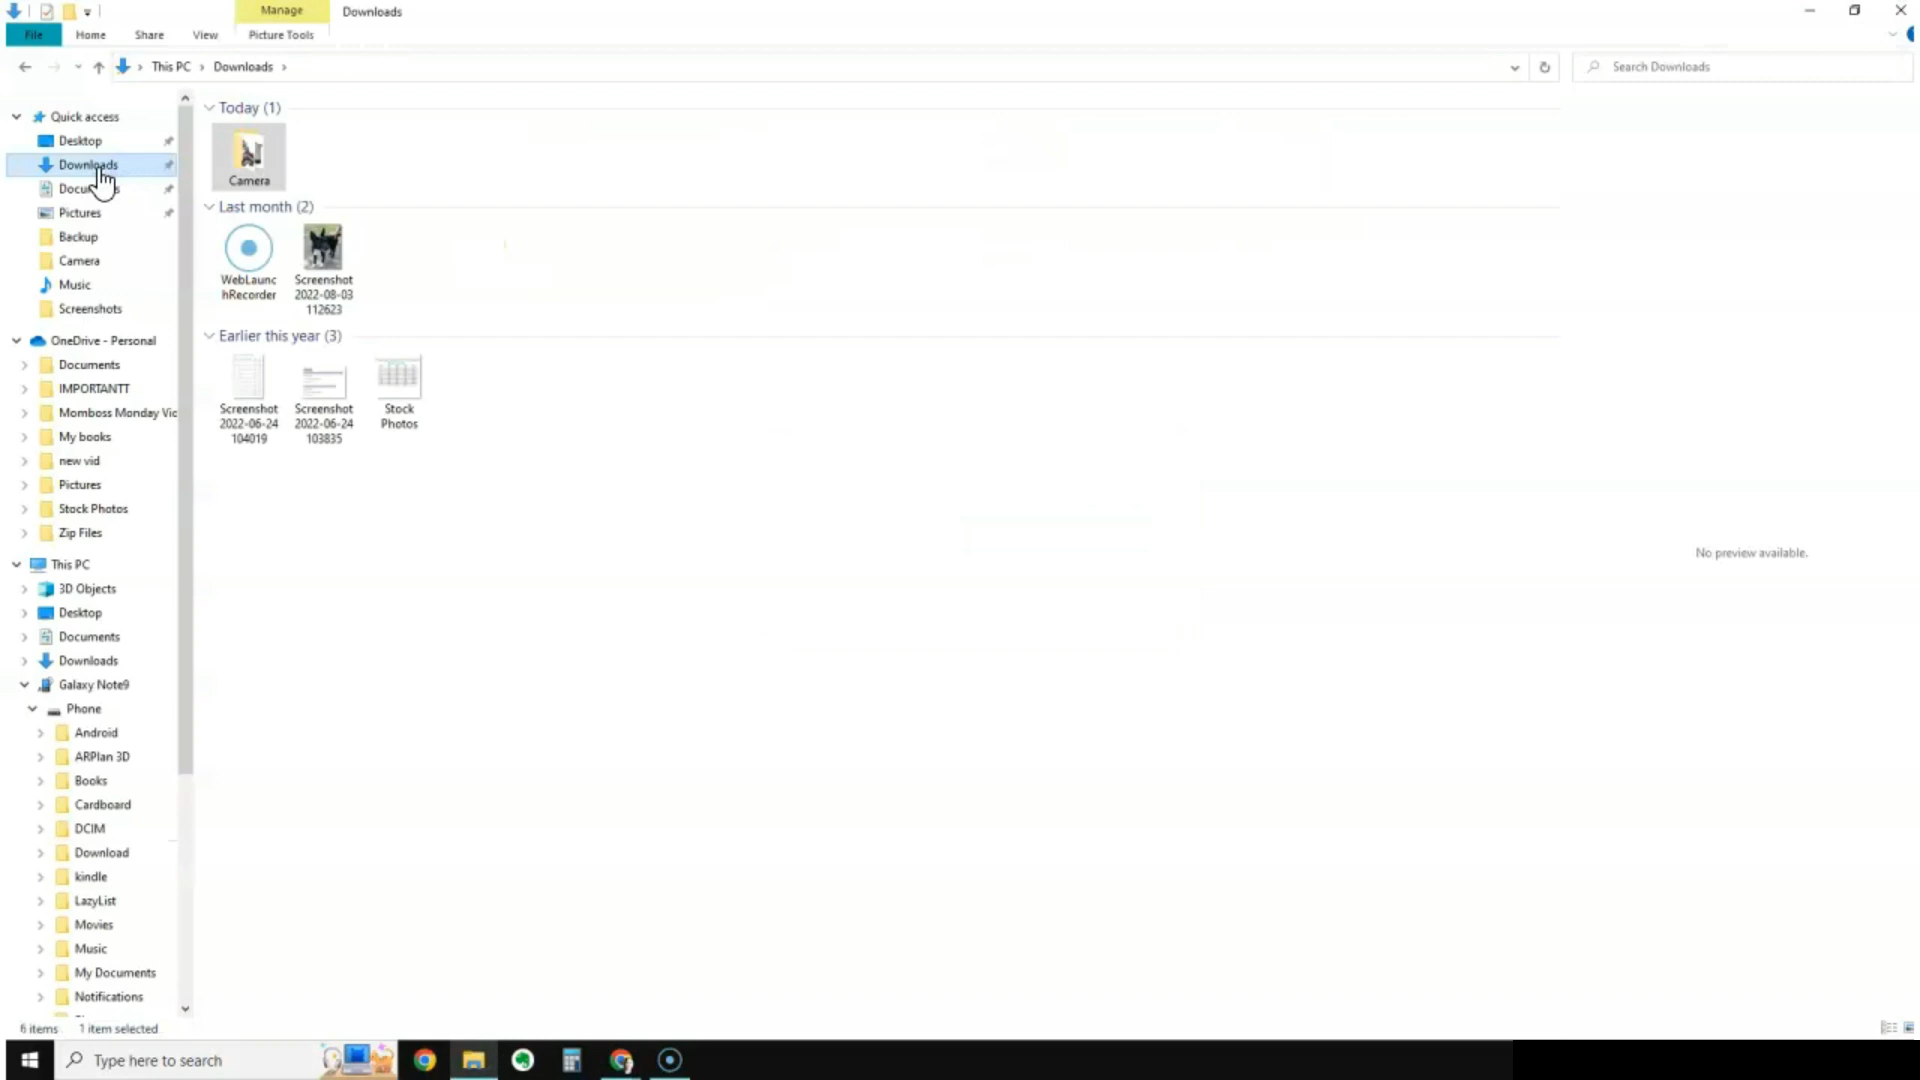 Manage
Downloads
File
Home
Share
View
Picture Tools
This PC
Downloads
Search Downloads
Quick access
Desktop
Downloads
Pictures
Backup
Camera
Music
Screenshots
OneDrive - Personal
Documents
IMPORTANTT
Momboss Monday Vic
My books
new vid
Pictures
Stock Photos
Zip Files
This PC
3D Objects
Desktop
Documents
Downloads
Galaxy Note9
Phone
Android
ARPlan 3D
Books
Cardboard
DCIM
Download
kindle
LazyList
Movies
Music
My Documents
Notifications
Today (1)
Camera
Last month (2)
WebLaunc
hRecorder
Screenshot
2022-08-03
112623
Earlier this year (3)
Screenshot
2022-06-24
104019
Screenshot
2022-06-24
103835
Stock
Photos
No preview available.
6 items
1 item selected
Type here to search